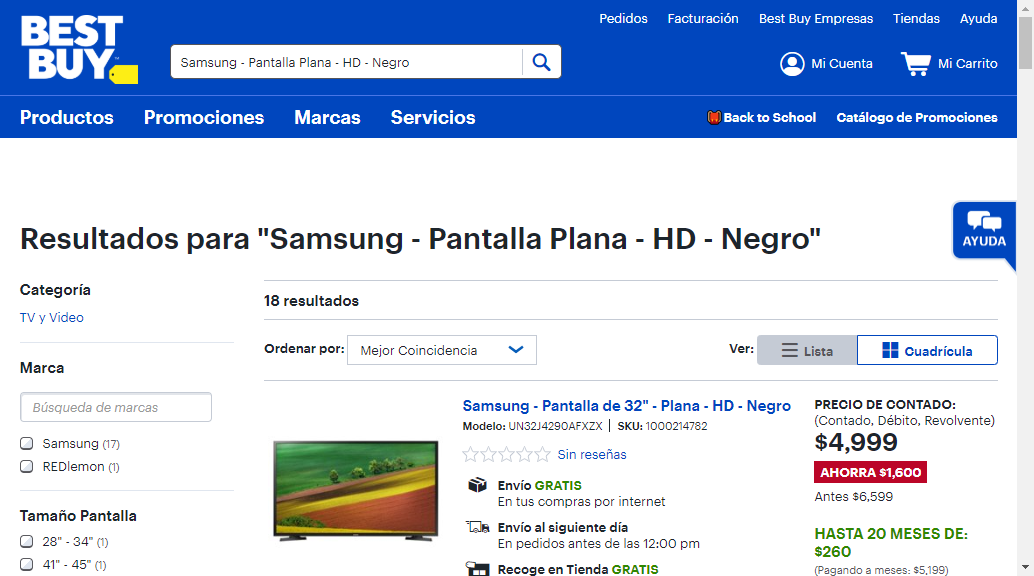 BEST BUY
Pedidos
Facturación
Best Buy Empresas
Tiendas
Ayuda
Samsung - Pantalla Plana - HD - Negro
Mi Cuenta
Mi Carrito
Productos
Promociones
Marcas
Servicios
Back to School
Catálogo de Promociones
AYUDA
Resultados para "Samsung - Pantalla Plana - HD - Negro"
Categoría
TV y Video
Marca
Búsqueda de marcas
Samsung (17)
REDlemon (1)
Tamaño Pantalla
28" - 34" (1)
41" - 45" (1)
18 resultados
Ordenar por: Mejor Coincidencia
Ver: Lista Cuadrícula
Samsung - Pantalla de 32" - Plana - HD - Negro
Modelo: UN32J4290AFXZX | SKU: 1000214782
Sin reseñas
Envío GRATIS
En tus compras por internet
Envío al siguiente día
En pedidos antes de las 12:00 pm
Recoge en Tienda GRATIS
PRECIO DE CONTADO:
(Contado, Débito, Revolvente)
$4,999
AHORRA $1,600
Antes $6,599
HASTA 20 MESES DE:
$260
(Pagando a meses: $5,199)